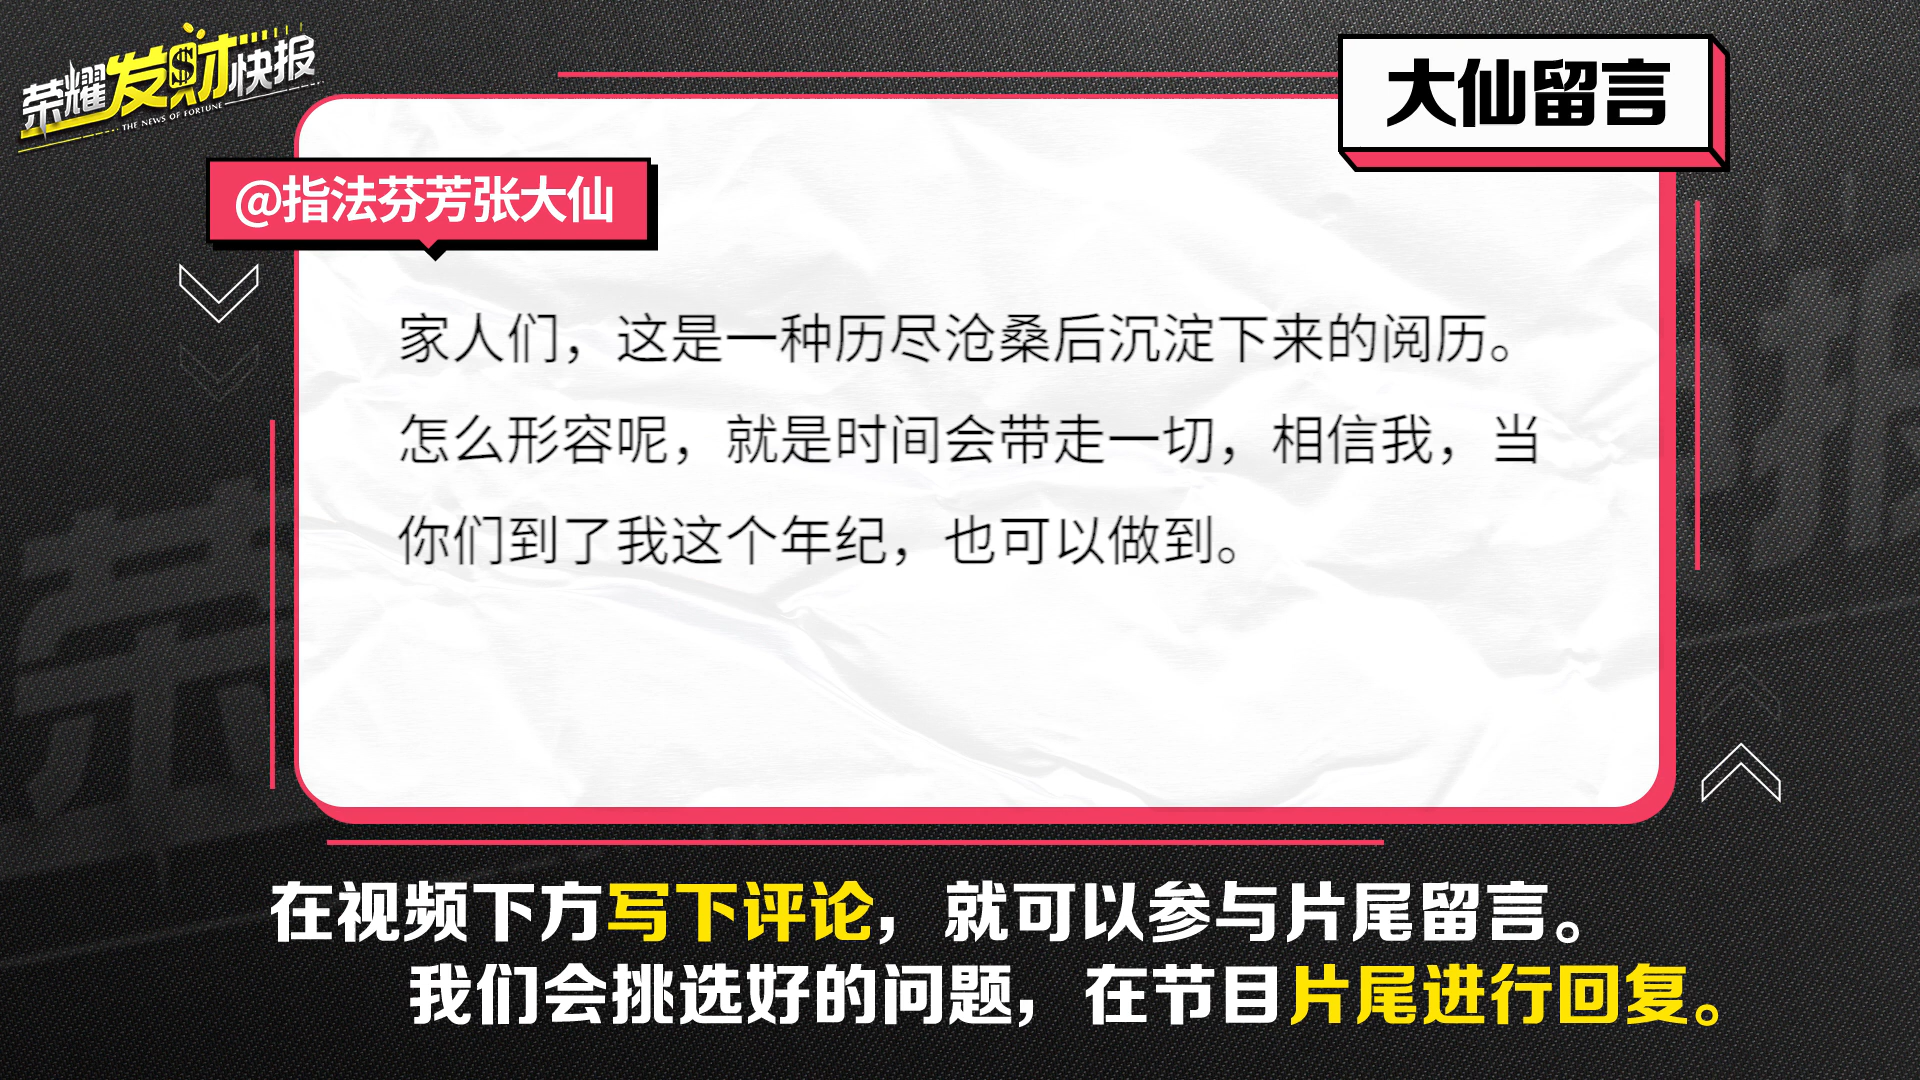 荣耀发财快报
THE NEWS OF FORTUNE
大仙留言
@指法芬芳张大仙
家人们，这是一种历尽沧桑后沉淀下来的阅历。
怎么形容呢，就是时间会带走一切，相信我，当
你们到了我这个年纪，也可以做到。
在视频下方写下评论，就可以参与片尾留言。
我们会挑选好的问题，在节目片尾进行回复。